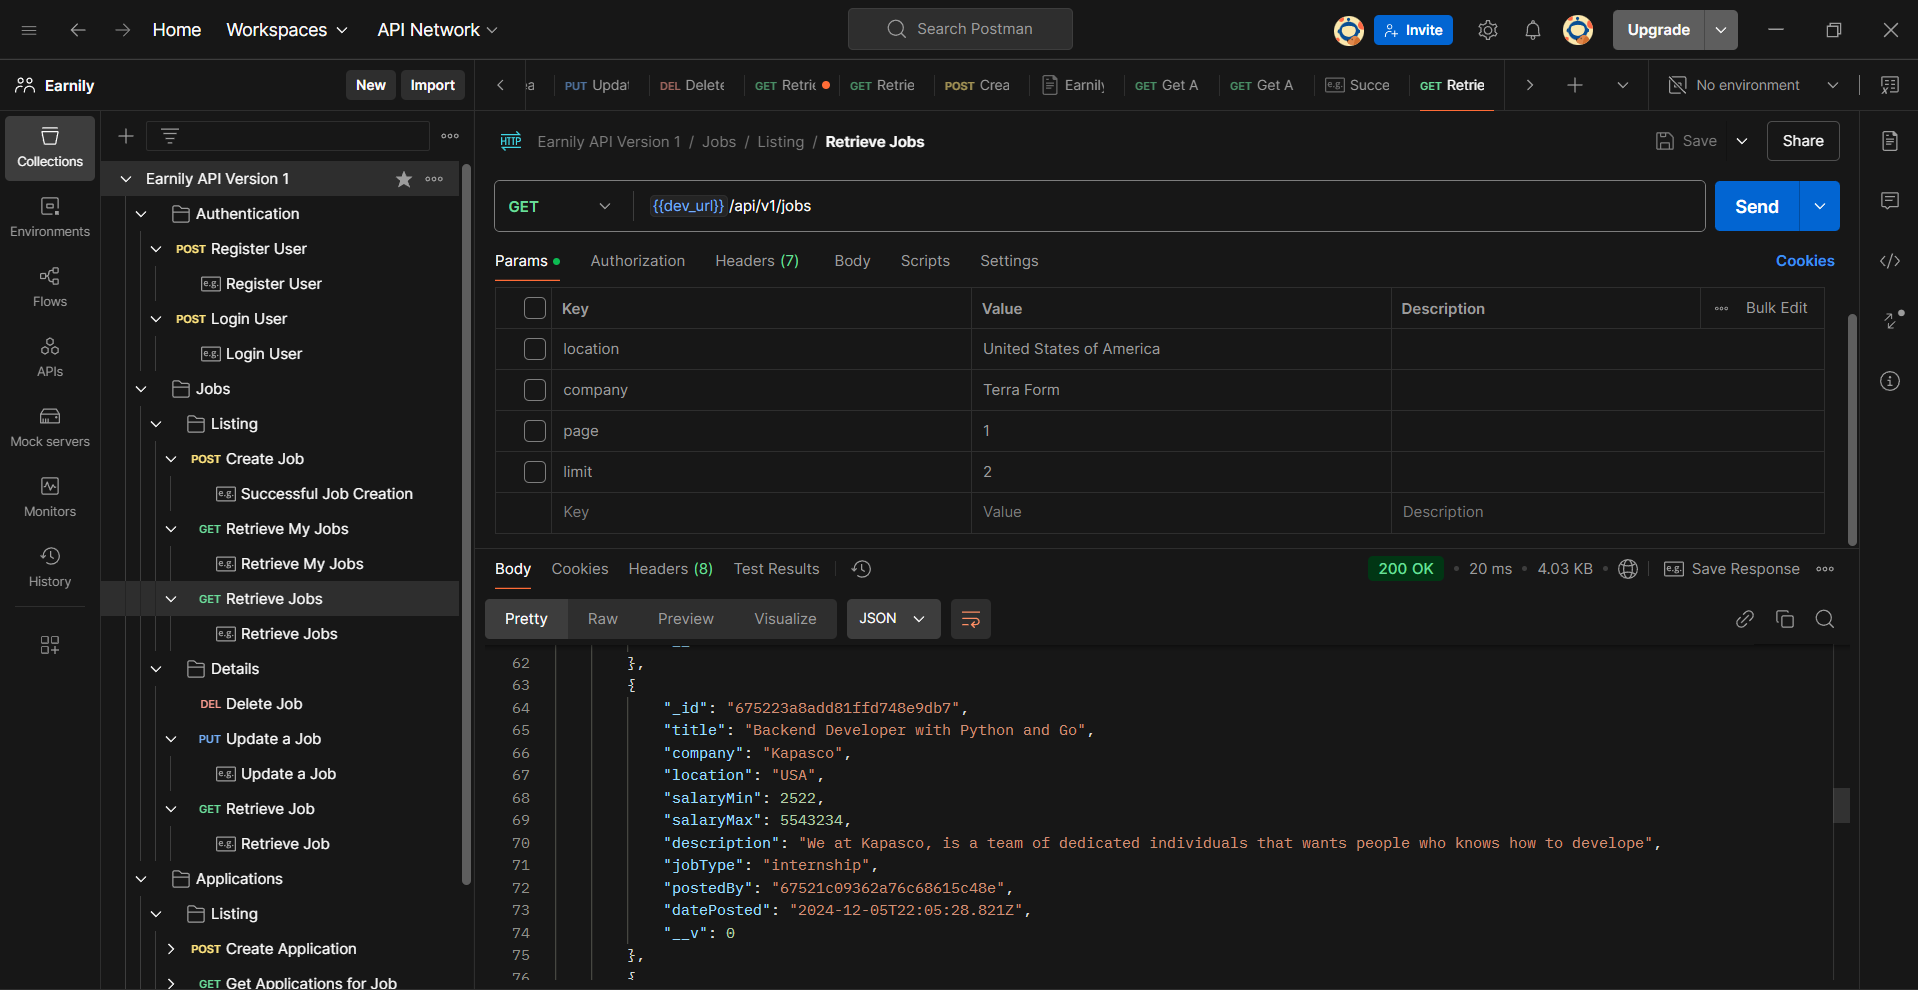 Home Workspaces API Network Search Postman Invite Upgrade
Earnily New Import ea PUT Updat DEL Delete GET Retrie GET Retrie POST Crea Earnily GET Get A GET Get A e.g. Succe GET Retrie No environment
Collections
Environments
Flows
APIs
Mock servers
Monitors
History
Earnily API Version 1
Authentication
POST Register User
e.g. Register User
POST Login User
e.g. Login User
Jobs
Listing
POST Create Job
e.g. Successful Job Creation
GET Retrieve My Jobs
e.g. Retrieve My Jobs
GET Retrieve Jobs
e.g. Retrieve Jobs
Details
DEL Delete Job
PUT Update a Job
e.g. Update a Job
GET Retrieve Job
e.g. Retrieve Job
Applications
Listing
POST Create Application
GET Get Applications for Job
HTTP Earnily API Version 1 / Jobs / Listing / Retrieve Jobs Save Share
GET {{dev_url}} /api/v1/jobs Send
Params Authorization Headers (7) Body Scripts Settings Cookies
Key Value Description Bulk Edit
location United States of America
company Terra Form
page 1
limit 2
Key Value Description
Body Cookies Headers (8) Test Results 200 OK 20 ms 4.03 KB e.g. Save Response
Pretty Raw Preview Visualize JSON
62 },
63 {
64 "_id": "675223a8add81ffd748e9db7",
65 "title": "Backend Developer with Python and Go",
66 "company": "Kapasco",
67 "location": "USA",
68 "salaryMin": 2522,
69 "salaryMax": 5543234,
70 "description": "We at Kapasco, is a team of dedicated individuals that wants people who knows how to develope",
71 "jobType": "internship",
72 "postedBy": "67521c09362a76c68615c48e",
73 "datePosted": "2024-12-05T22:05:28.821Z",
74 "__v": 0
75 },
76 {